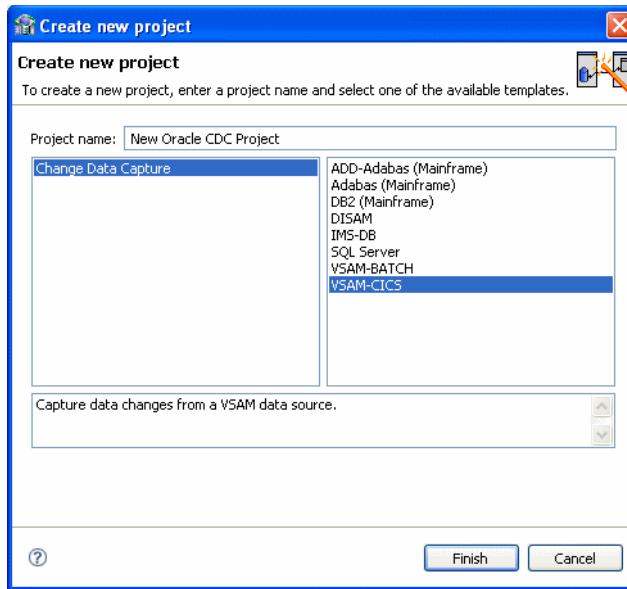 Create new project
Create new project
To create a new project, enter a project name and select one of the available templates.
Project name: New Oracle CDC Project
Change Data Capture
ADD-Adabas (Mainframe)
Adabas (Mainframe)
DB2 (Mainframe)
DISAM
IMS-DB
SQL Server
VSAM-BATCH
VSAM-CICS
Capture data changes from a VSAM data source.
?
Finish Cancel